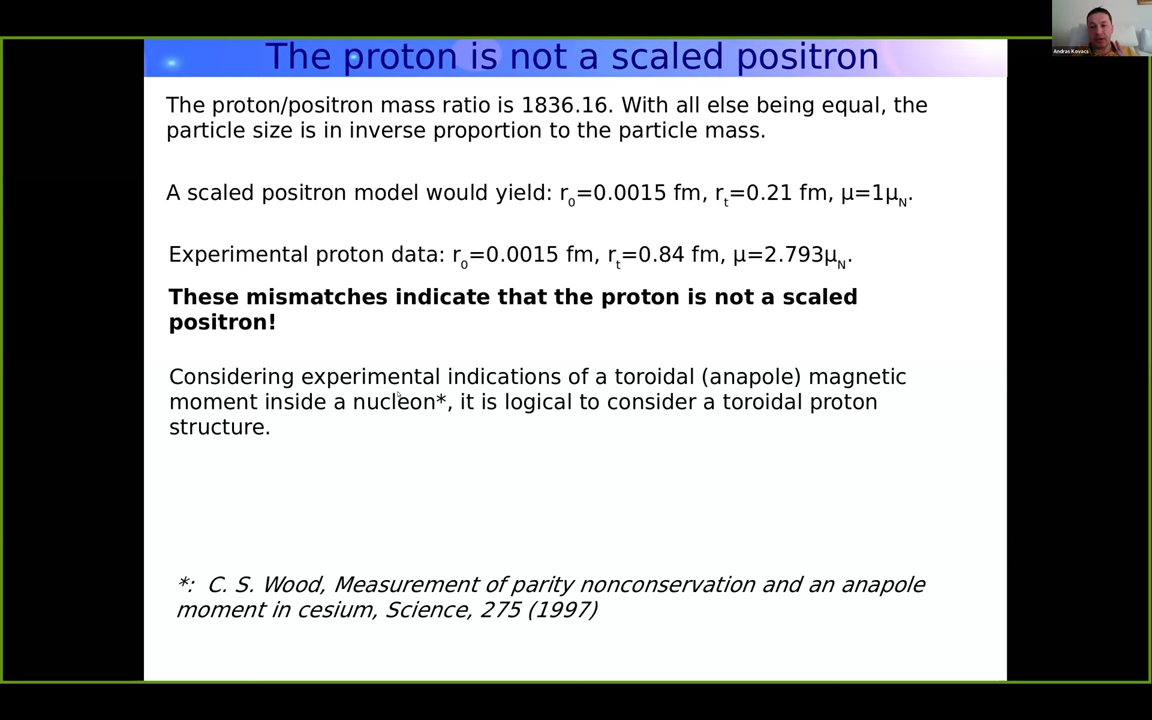 The proton is not a scaled positron
Andras Kovacs
The proton/positron mass ratio is 1836.16. With all else being equal, the
particle size is in inverse proportion to the particle mass.
A scaled positron model would yield: r₀=0.0015 fm, rₜ=0.21 fm, μ=1μ_N.
Experimental proton data: r₀=0.0015 fm, rₜ=0.84 fm, μ=2.793μ_N.
These mismatches indicate that the proton is not a scaled
positron!
Considering experimental indications of a toroidal (anapole) magnetic
moment inside a nucleon*, it is logical to consider a toroidal proton
structure.
*: C. S. Wood, Measurement of parity nonconservation and an anapole
moment in cesium, Science, 275 (1997)